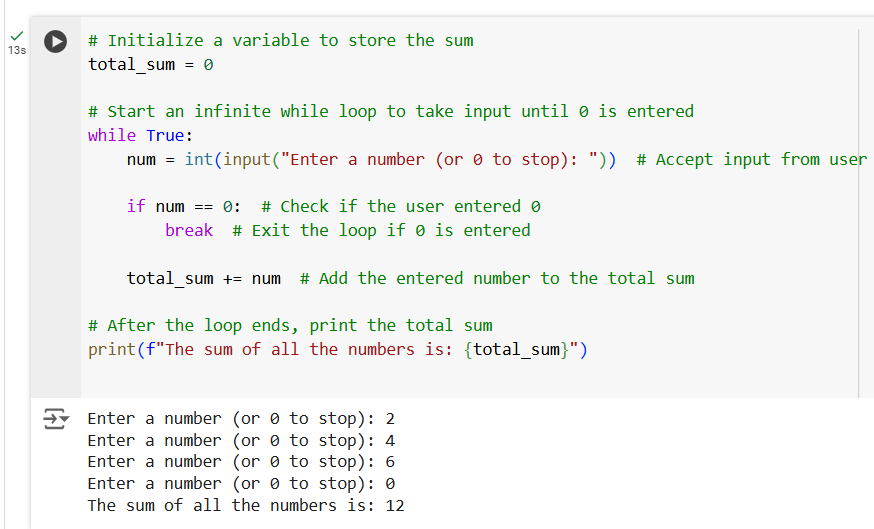 13s
# Initialize a variable to store the sum
total_sum = 0
# Start an infinite while loop to take input until 0 is entered
while True:
    num = int(input("Enter a number (or 0 to stop): "))  # Accept input from user
    if num == 0:  # Check if the user entered 0
        break  # Exit the loop if 0 is entered
    total_sum += num  # Add the entered number to the total sum
# After the loop ends, print the total sum
print(f"The sum of all the numbers is: {total_sum}")
Enter a number (or 0 to stop): 2
Enter a number (or 0 to stop): 4
Enter a number (or 0 to stop): 6
Enter a number (or 0 to stop): 0
The sum of all the numbers is: 12